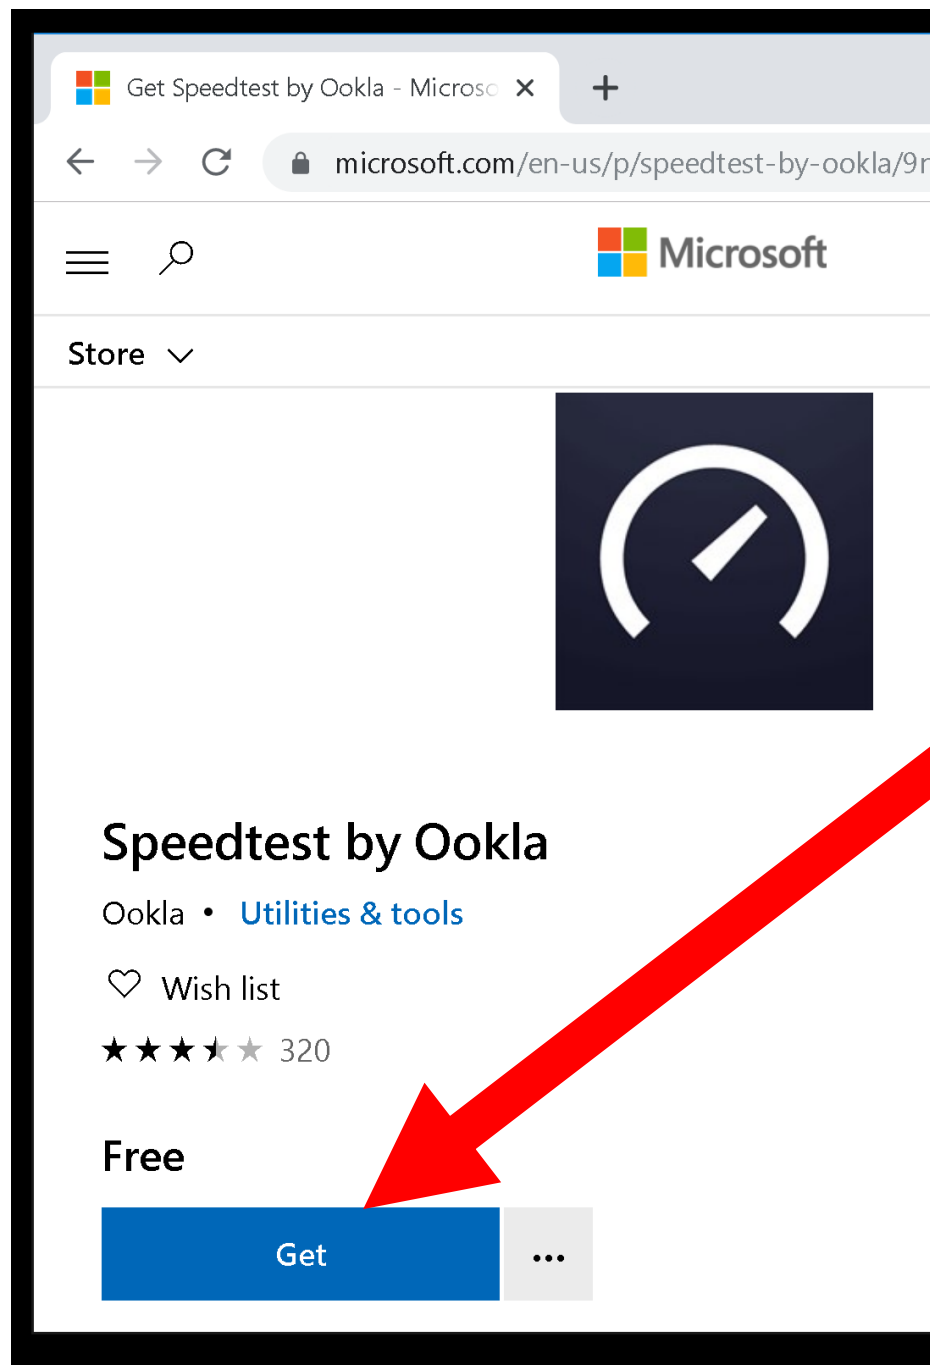 Get Speedtest by Ookla - Microso
microsoft.com/en-us/p/speedtest-by-ookla/9n
Microsoft
Store
Speedtest by Ookla
Ookla • Utilities & tools
Wish list
320
Free
Get